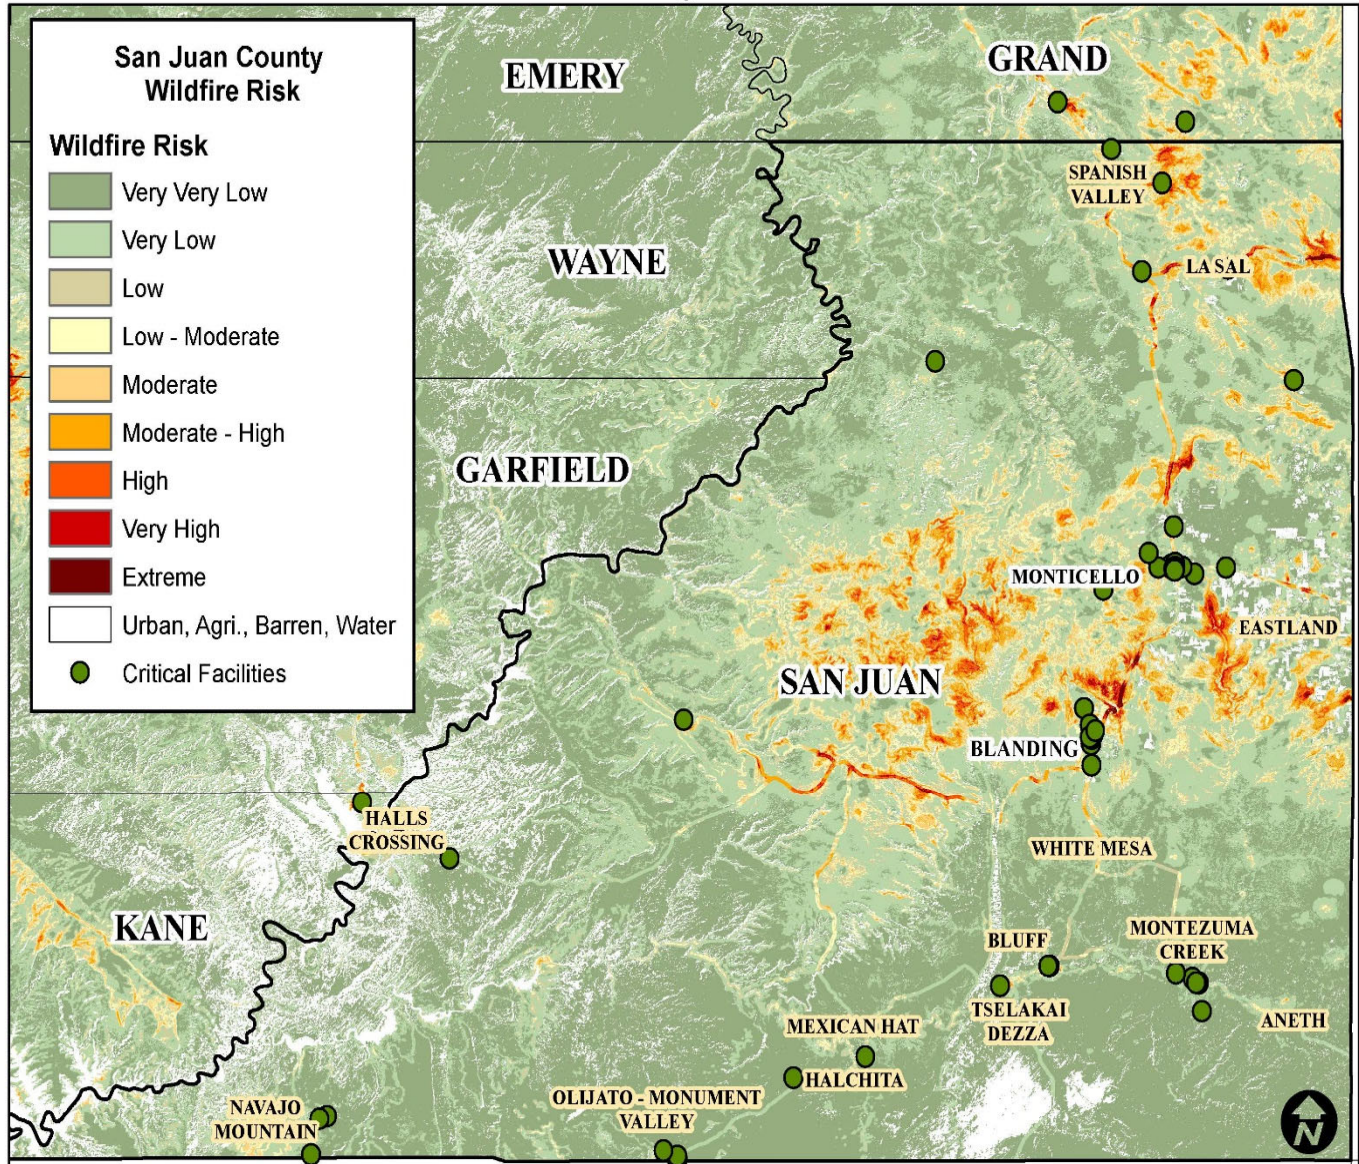 San Juan County
Wildfire Risk
Wildfire Risk
Very Very Low
Very Low
Low
Low - Moderate
Moderate
Moderate - High
High
Very High
Extreme
Urban, Agri., Barren, Water
Critical Facilities
EMERY
GRAND
SPANISH
VALLEY
WAYNE
LA SAL
GARFIELD
MONTICELLO
EASTLAND
SAN JUAN
BLANDING
HALLS
CROSSING
WHITE MESA
KANE
BLUFF
MONTEZUMA
CREEK
TSELAKAI
DEZZA
ANETH
MEXICAN HAT
HALCHITA
OLIJATO - MONUMENT
VALLEY
NAVAJO
MOUNTAIN
N